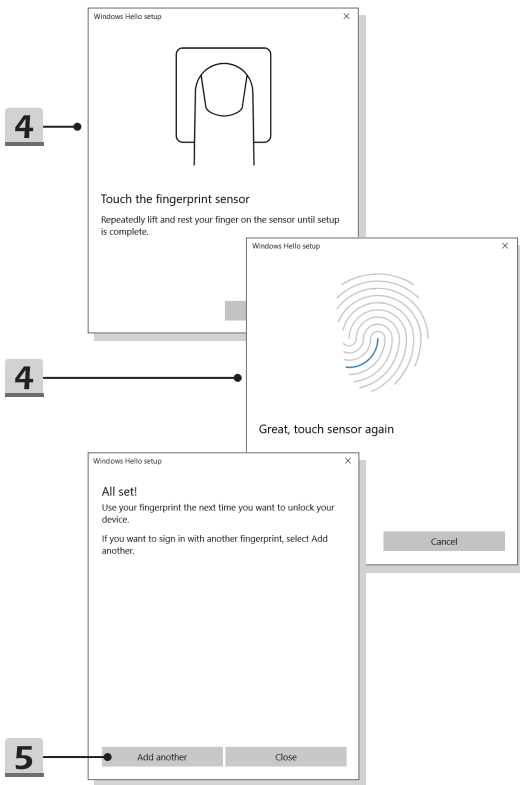 Windows Hello setup
4
Touch the fingerprint sensor
Repeatedly lift and rest your finger on the sensor until setup
is complete.
Windows Hello setup
4
Great, touch sensor again
Cancel
Windows Hello setup
All set!
Use your fingerprint the next time you want to unlock your
device.
If you want to sign in with another fingerprint, select Add
another.
5
Add another
Close